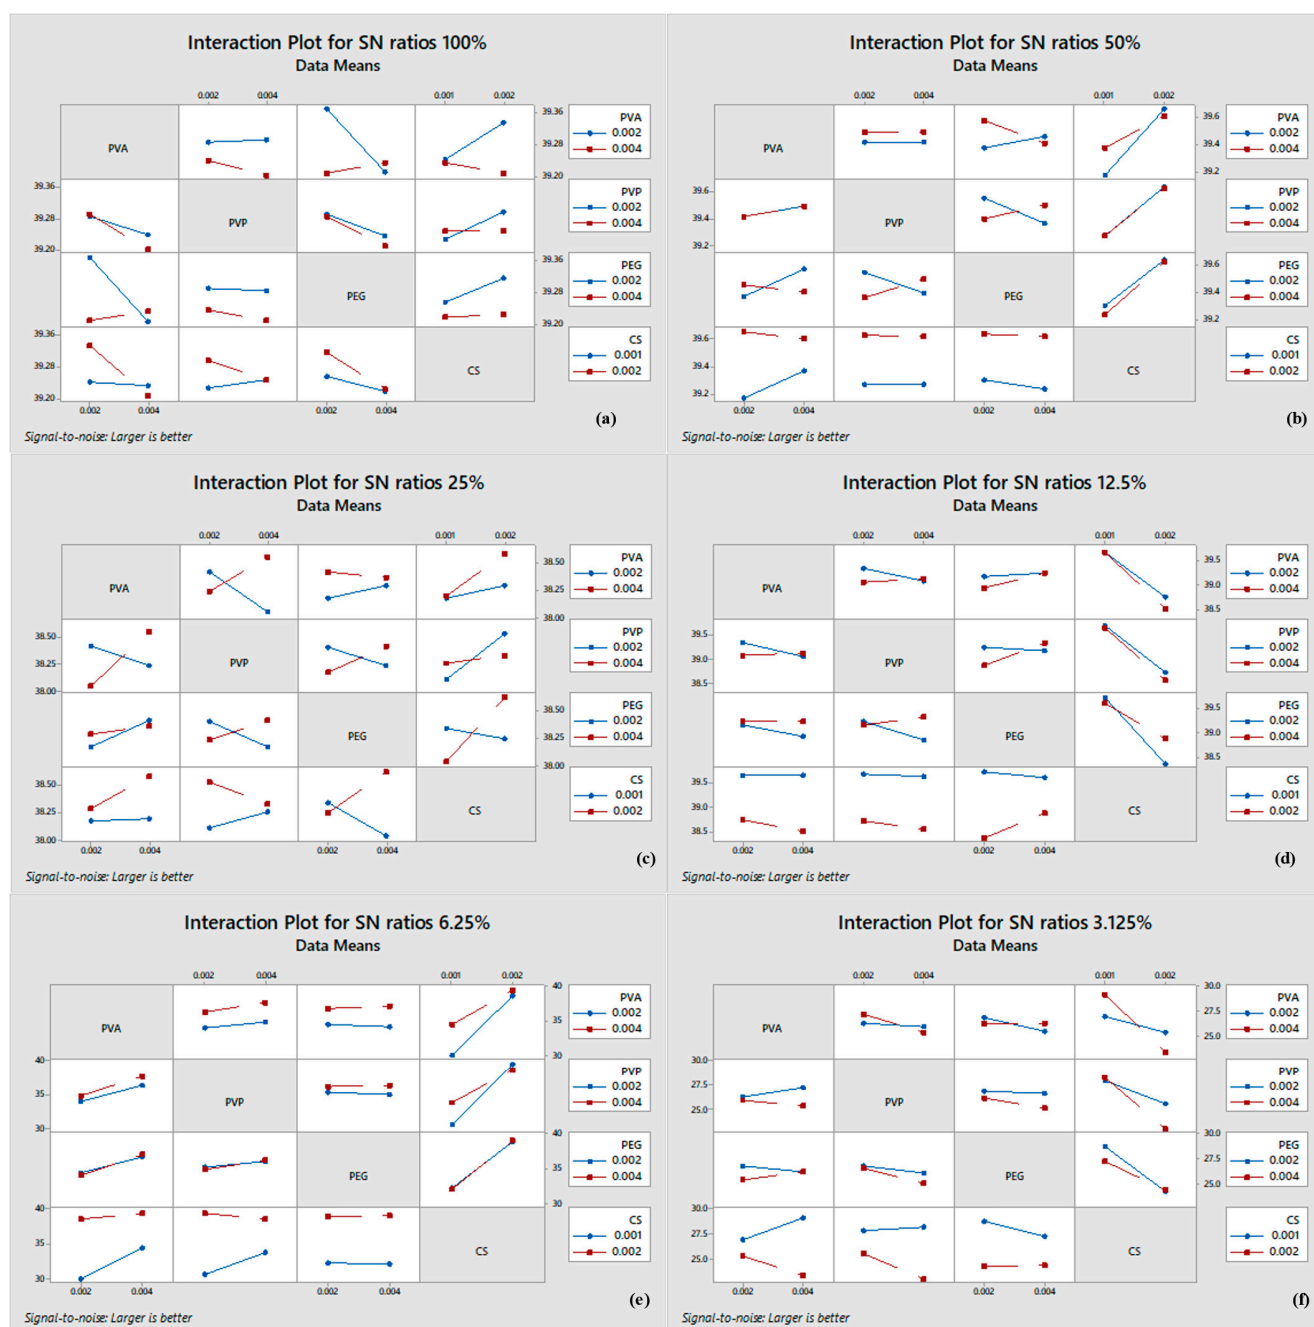 Interaction Plot for SN ratios 100%
Data Means
0.002 0.004 0.001 0.002
PVA 39.36 39.28 39.20
PVA
0.002
0.004
39.36 39.28 39.20 PVP
PVP
0.002
0.004
PEG 39.36 39.28 39.20
PEG
0.002
0.004
39.36 39.28 39.20 CS
CS
0.001
0.002
0.002 0.004 0.002 0.004
(a)
Signal-to-noise: Larger is better
Interaction Plot for SN ratios 50%
Data Means
0.002 0.004 0.001 0.002
PVA 39.6 39.4 39.2
PVA
0.002
0.004
39.6 39.4 39.2 PVP
PVP
0.002
0.004
PEG 39.6 39.4 39.2
PEG
0.002
0.004
39.6 39.4 39.2 CS
CS
0.001
0.002
0.002 0.004 0.002 0.004
(b)
Signal-to-noise: Larger is better
Interaction Plot for SN ratios 25%
Data Means
0.002 0.004 0.001 0.002
PVA 38.50 38.25 38.00
PVA
0.002
0.004
38.50 38.25 38.00 PVP
PVP
0.002
0.004
PEG 38.50 38.25 38.00
PEG
0.002
0.004
38.50 38.25 38.00 CS
CS
0.001
0.002
0.002 0.004 0.002 0.004
(c)
Signal-to-noise: Larger is better
Interaction Plot for SN ratios 12.5%
Data Means
0.002 0.004 0.001 0.002
PVA 39.5 39.0 38.5
PVA
0.002
0.004
39.5 39.0 38.5 PVP
PVP
0.002
0.004
PEG 39.5 39.0 38.5
PEG
0.002
0.004
39.5 39.0 38.5 CS
CS
0.001
0.002
0.002 0.004 0.002 0.004
(d)
Signal-to-noise: Larger is better
Interaction Plot for SN ratios 6.25%
Data Means
0.002 0.004 0.001 0.002
PVA 40 35 30
PVA
0.002
0.004
40 35 30 PVP
PVP
0.002
0.004
PEG 40 35 30
PEG
0.002
0.004
40 35 30 CS
CS
0.001
0.002
0.002 0.004 0.002 0.004
(e)
Signal-to-noise: Larger is better
Interaction Plot for SN ratios 3.125%
Data Means
0.002 0.004 0.001 0.002
PVA 30.0 27.5 25.0
PVA
0.002
0.004
30.0 27.5 25.0 PVP
PVP
0.002
0.004
PEG 30.0 27.5 25.0
PEG
0.002
0.004
30.0 27.5 25.0 CS
CS
0.001
0.002
0.002 0.004 0.002 0.004
(f)
Signal-to-noise: Larger is better